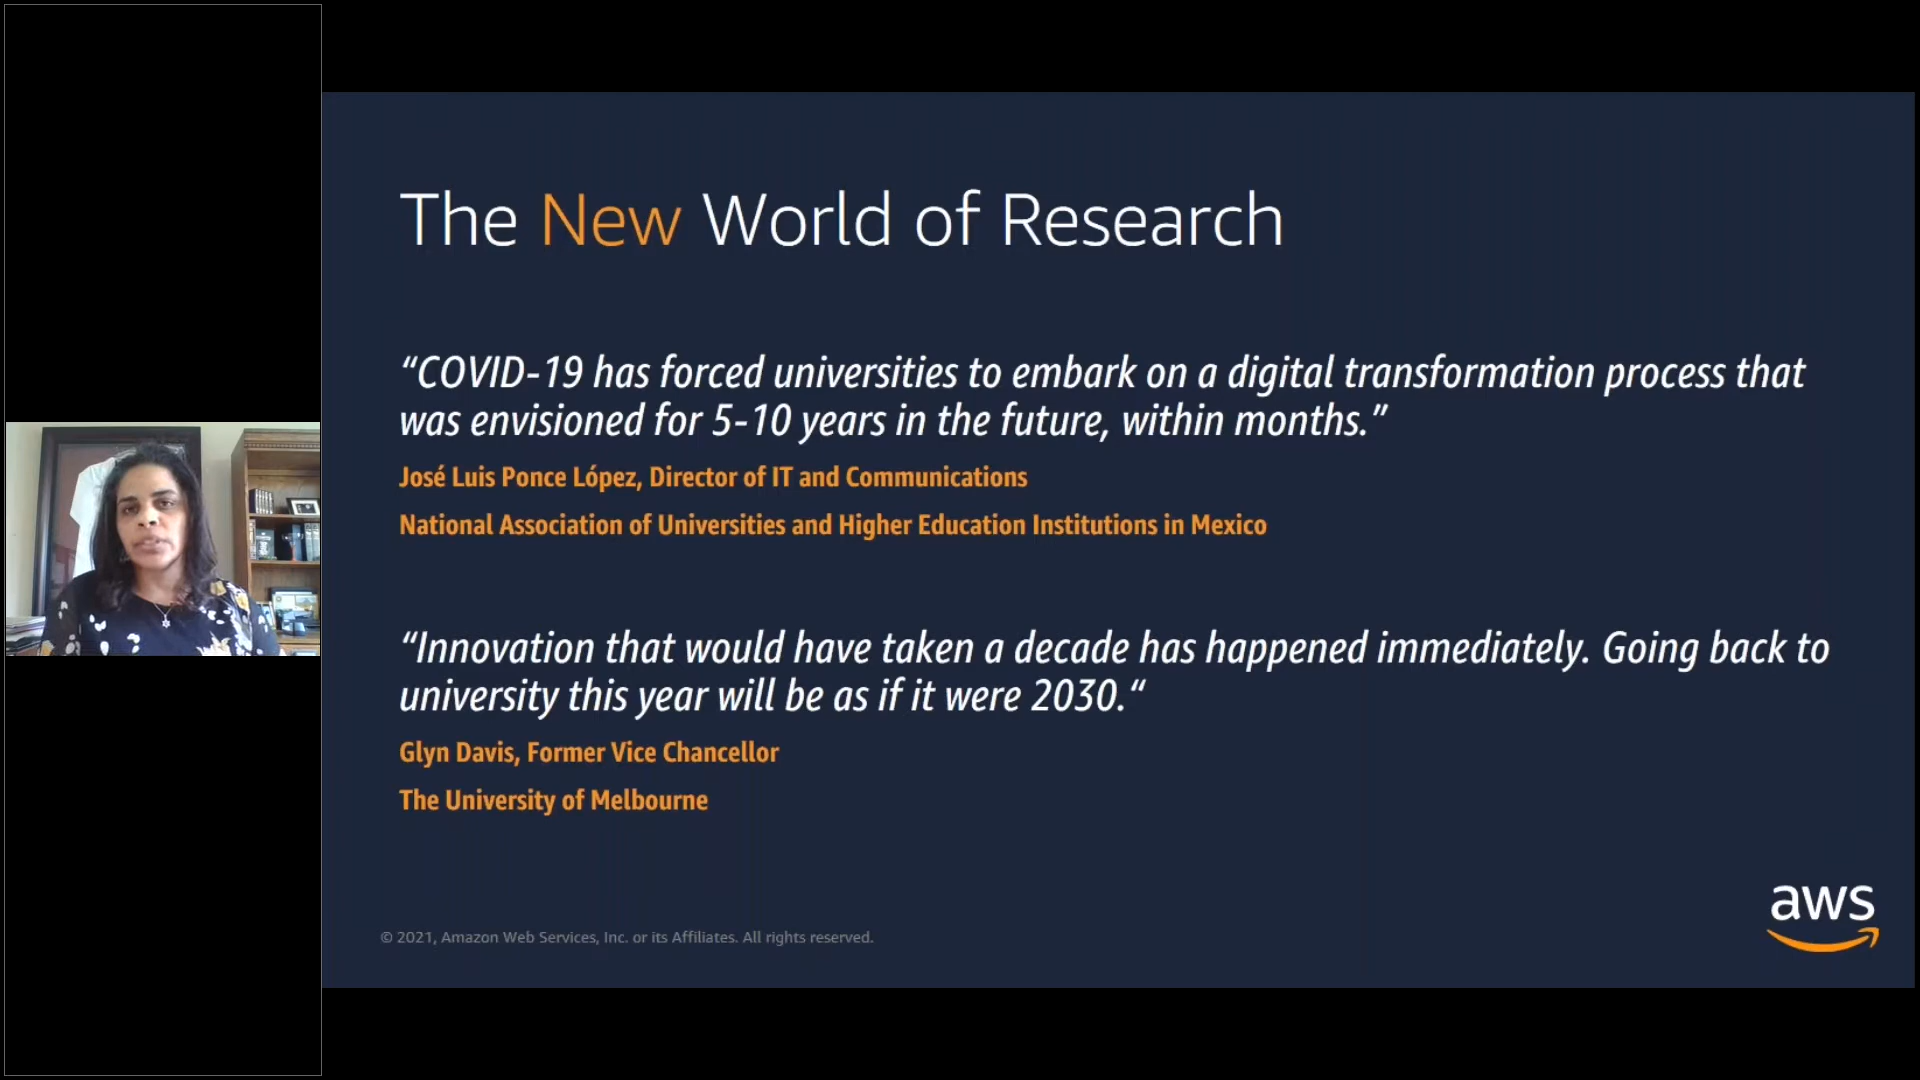 The New World of Research
“COVID-19 has forced universities to embark on a digital transformation process that
was envisioned for 5-10 years in the future, within months.”
José Luis Ponce López, Director of IT and Communications
National Association of Universities and Higher Education Institutions in Mexico
“Innovation that would have taken a decade has happened immediately. Going back to
university this year will be as if it were 2030.“
Glyn Davis, Former Vice Chancellor
The University of Melbourne
© 2021, Amazon Web Services, Inc. or its Affiliates. All rights reserved.
aws